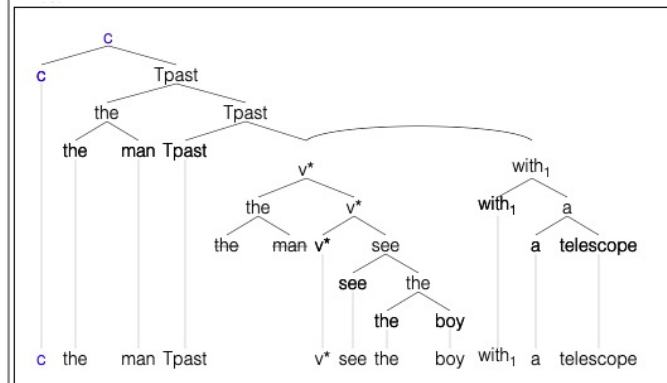 c
c Tpast
the Tpast
the man Tpast
v* with₁
the v* with₁ a
the man v* see a telescope
see the
the boy
c the man Tpast v* see the boy with₁ a telescope